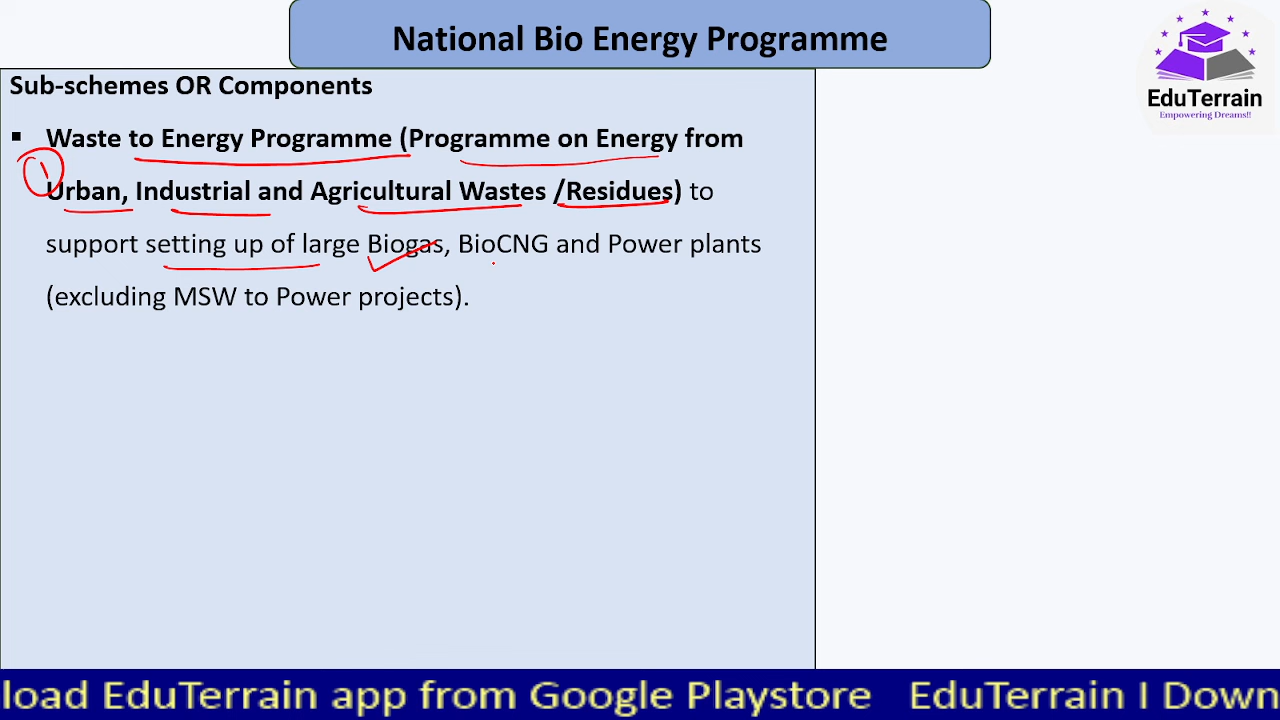 National Bio Energy Programme
EduTerrain
Empowering Dreams!!
Sub-schemes OR Components
▪ Waste to Energy Programme (Programme on Energy from
1
Urban, Industrial and Agricultural Wastes /Residues) to
support setting up of large Biogas, BioCNG and Power plants
(excluding MSW to Power projects).
load EduTerrain app from Google Playstore EduTerrain I Down